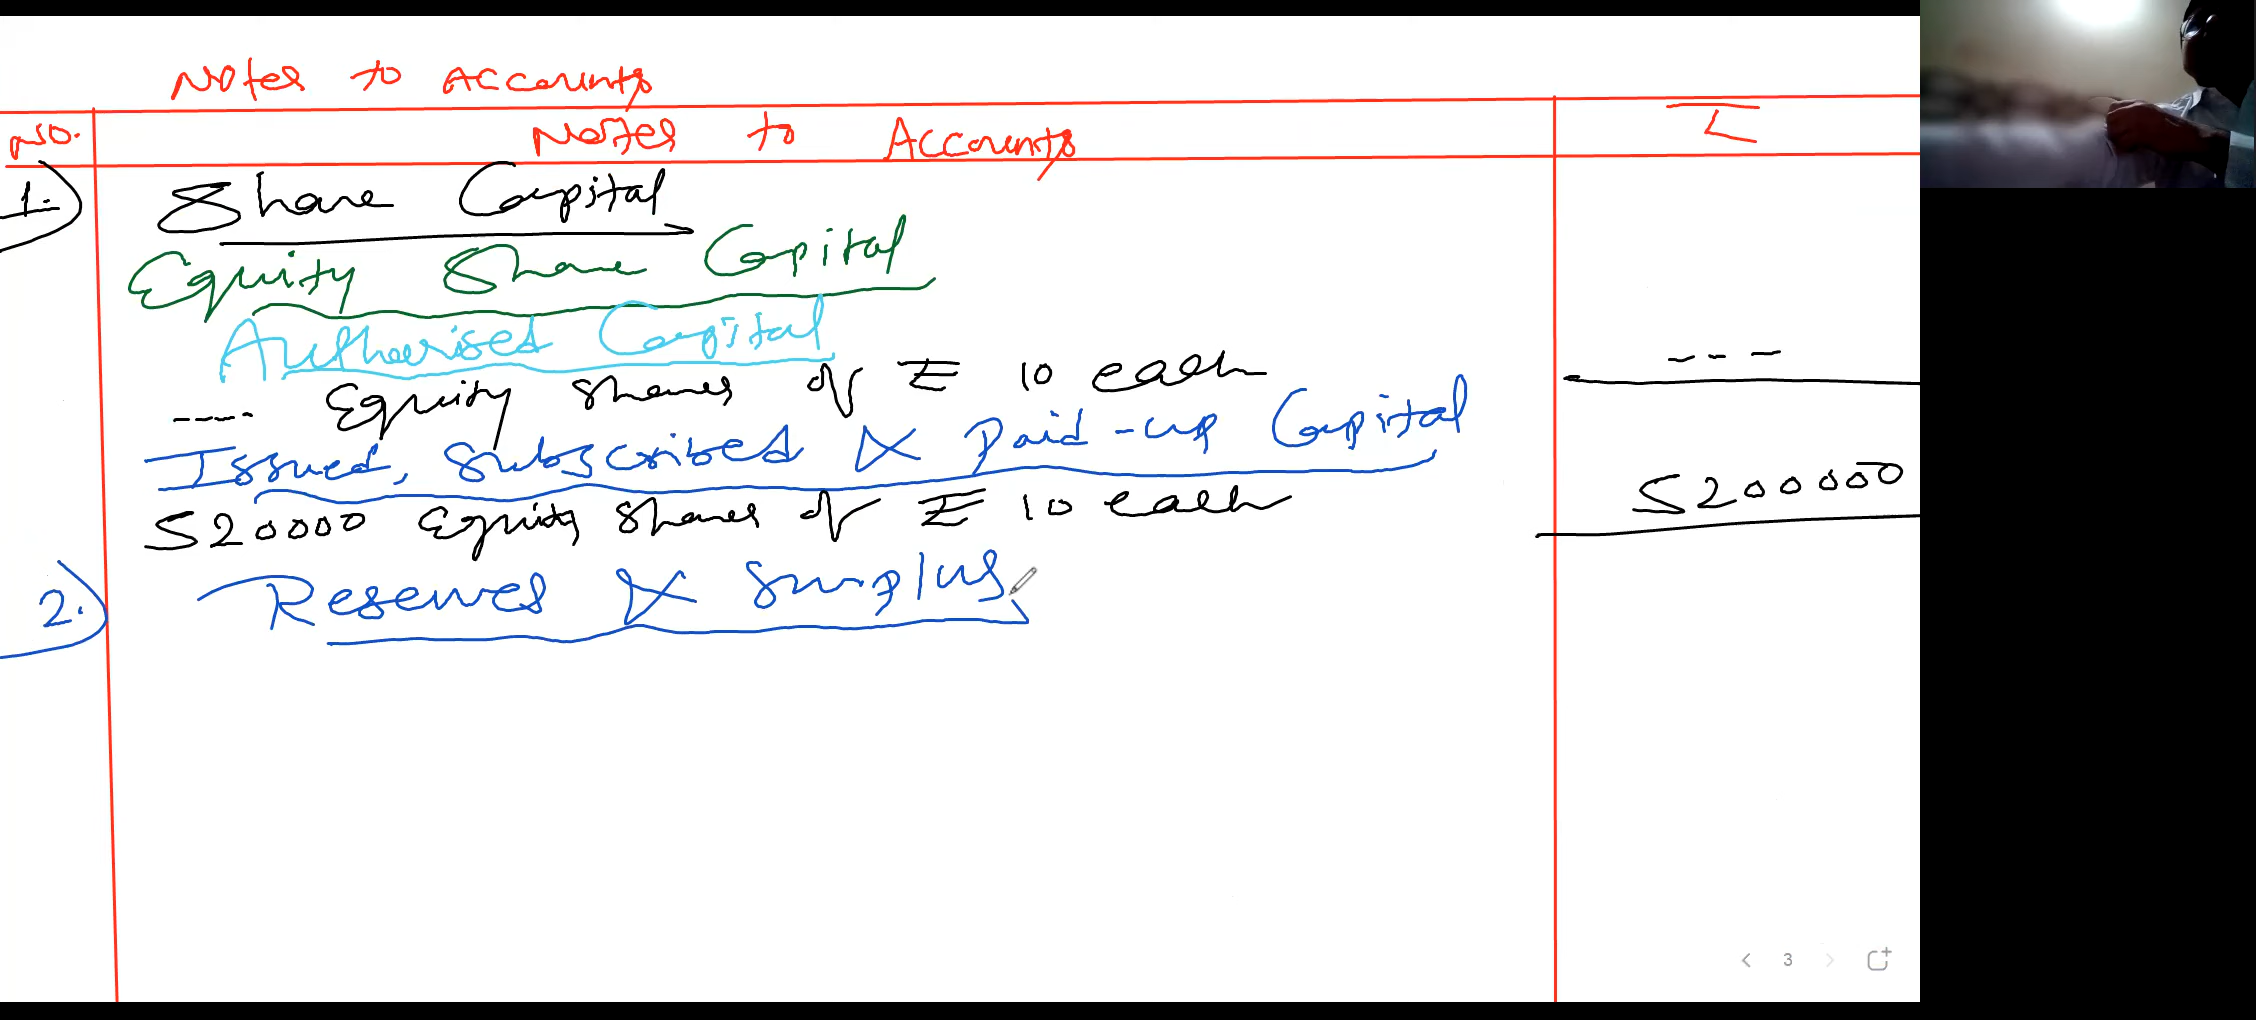 Notes to Accounts
No. Notes to Accounts ₹
1. Share Capital
Equity Share Capital
Authorised Capital
---- Equity Shares of ₹ 10 each ---
Issued, Subscribed & Paid-up Capital
520000 Equity Shares of ₹ 10 each 5200000
2. Reserves & Surplus
< 3 >